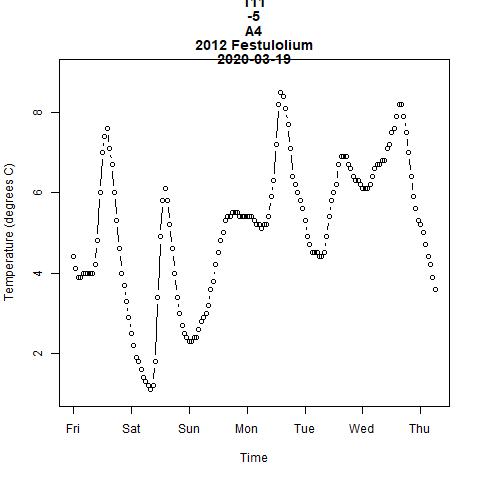 T11
-5
A4
2012 Festulolium
2020-03-19
Temperature (degrees C)
8
6
4
2
Fri Sat Sun Mon Tue Wed Thu
Time